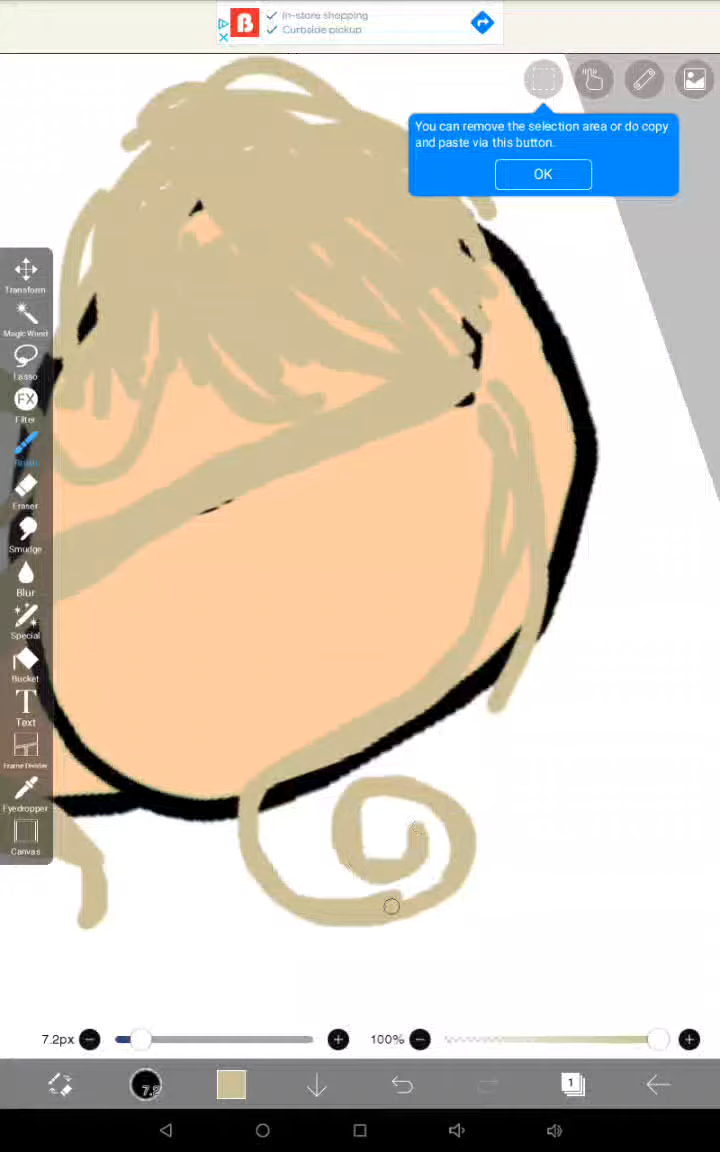 B
In-store shopping
Curbside pickup
You can remove the selection area or do copy
and paste via this button.
OK
Transform
Magic Wand
Lasso
FX
Filter
Brush
Eraser
Smudge
Blur
Special
Bucket
T
Text
Frame Divider
Eyedropper
Canvas
7.2px
100%
1